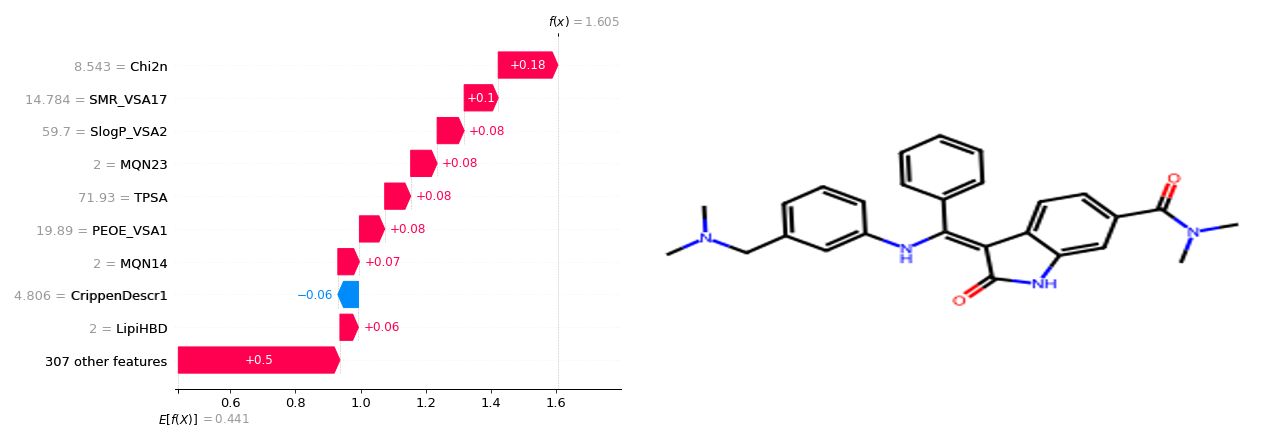 f(x) = 1.605
8.543 = Chi2n
+0.18
14.784 = SMR_VSA17
+0.1
59.7 = SlogP_VSA2
+0.08
2 = MQN23
+0.08
71.93 = TPSA
+0.08
19.89 = PEOE_VSA1
+0.08
2 = MQN14
+0.07
4.806 = CrippenDescr1
−0.06
2 = LipiHBD
+0.06
307 other features
+0.5
0.6 0.8 1.0 1.2 1.4 1.6
E[f(X)] = 0.441
O
N
N
H
N
O
NH